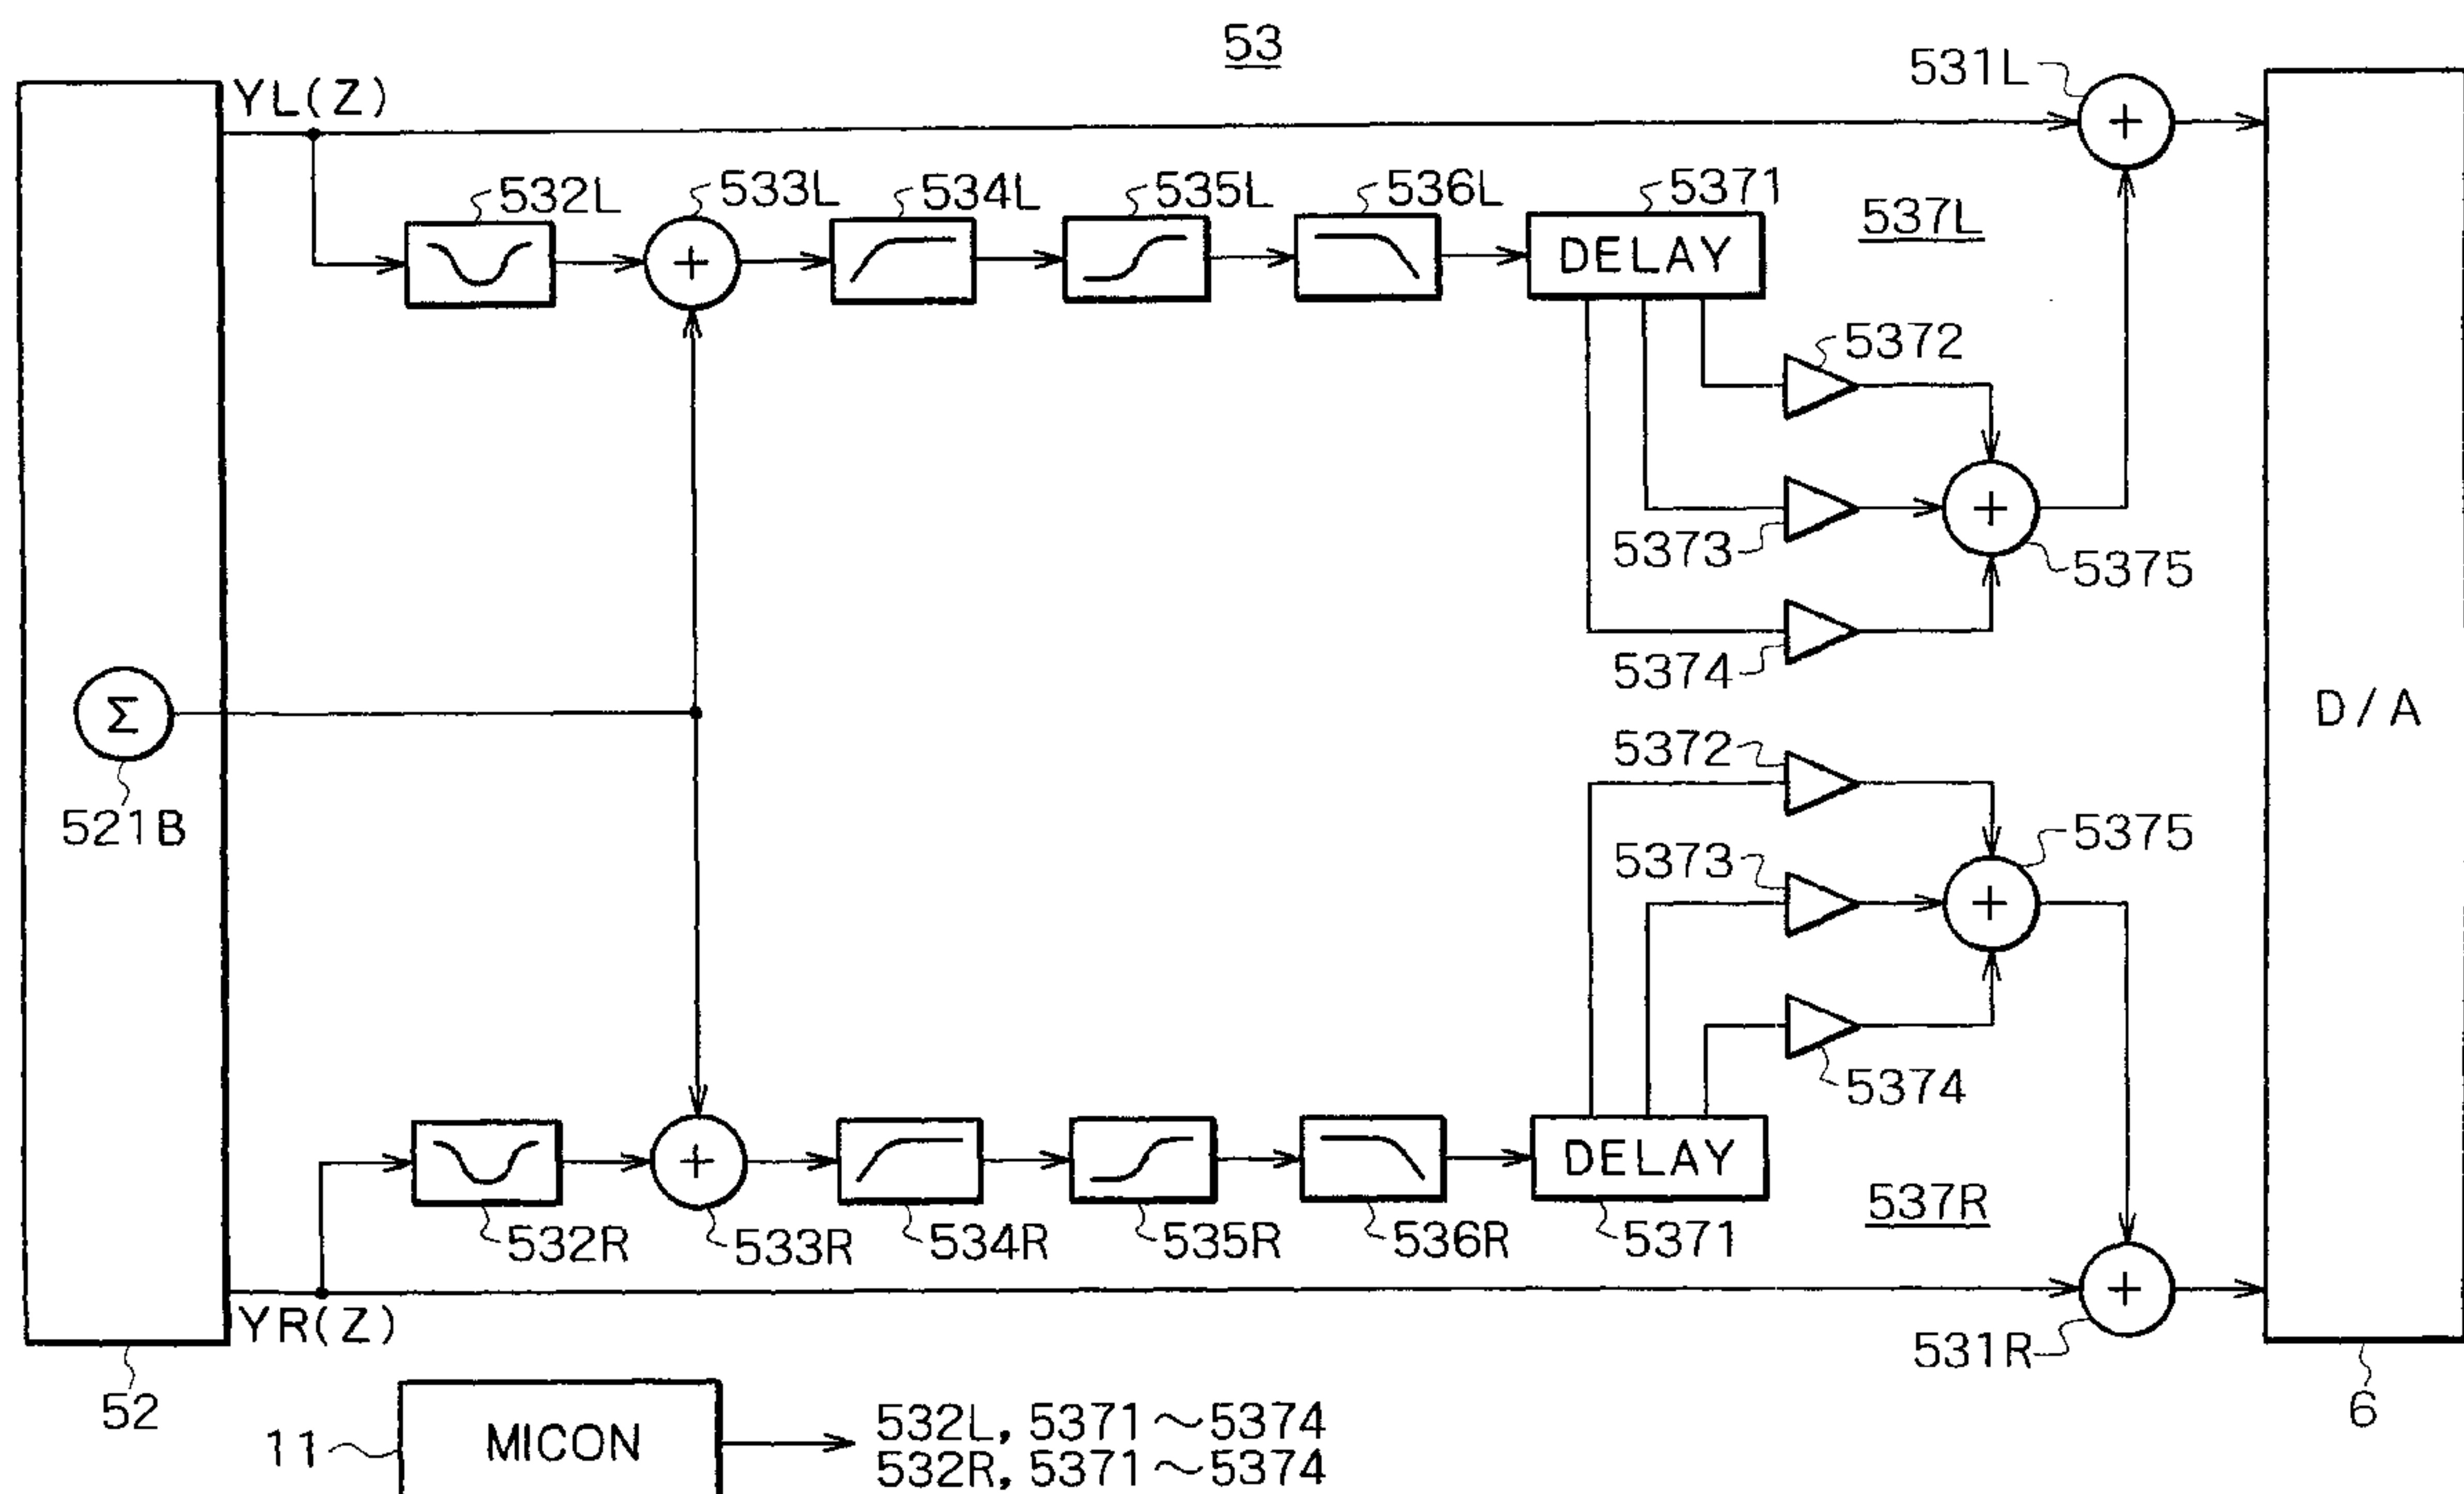 53
531L
YL(Z)
532L
533L
534L
535L
536L
5371
537L
+
+
DELAY
5372
+
5373
5375
5374
Σ
D/A
521B
5372
5375
5373
+
5374
+
DELAY
532R
533R
534R
535R
536R
5371
537R
+
YR(Z)
531R
52
6
11
MICON
532L, 5371~5374
532R, 5371~5374